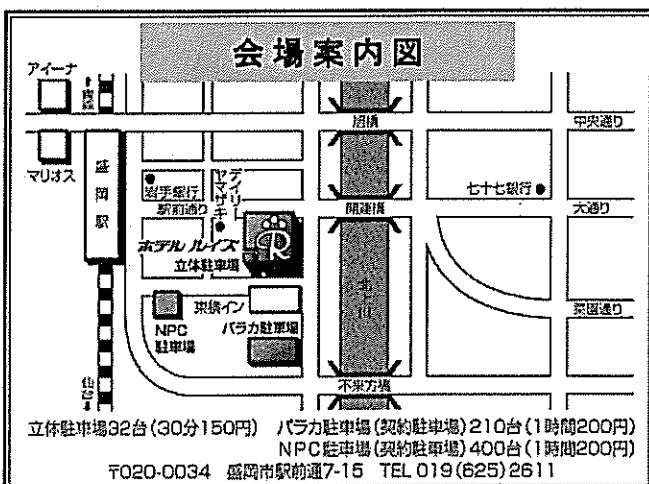 会場案内図
アイーナ
↑青森
旭橋
中央通り
マリオス
盛岡駅
岩手銀行
デイリー
ヤマザキ
七十七銀行
駅前通り
開運橋
大通り
ホテル ルイズ
R
立体駐車場
北上川
東横イン
菜園通り
NPC
駐車場
パラカ駐車場
仙台↓
不来方橋
立体駐車場32台(30分150円) パラカ駐車場(契約駐車場)210台(1時間200円)
NPC駐車場(契約駐車場)400台(1時間200円)
〒020-0034 盛岡市駅前通7-15 TEL 019(625)2611